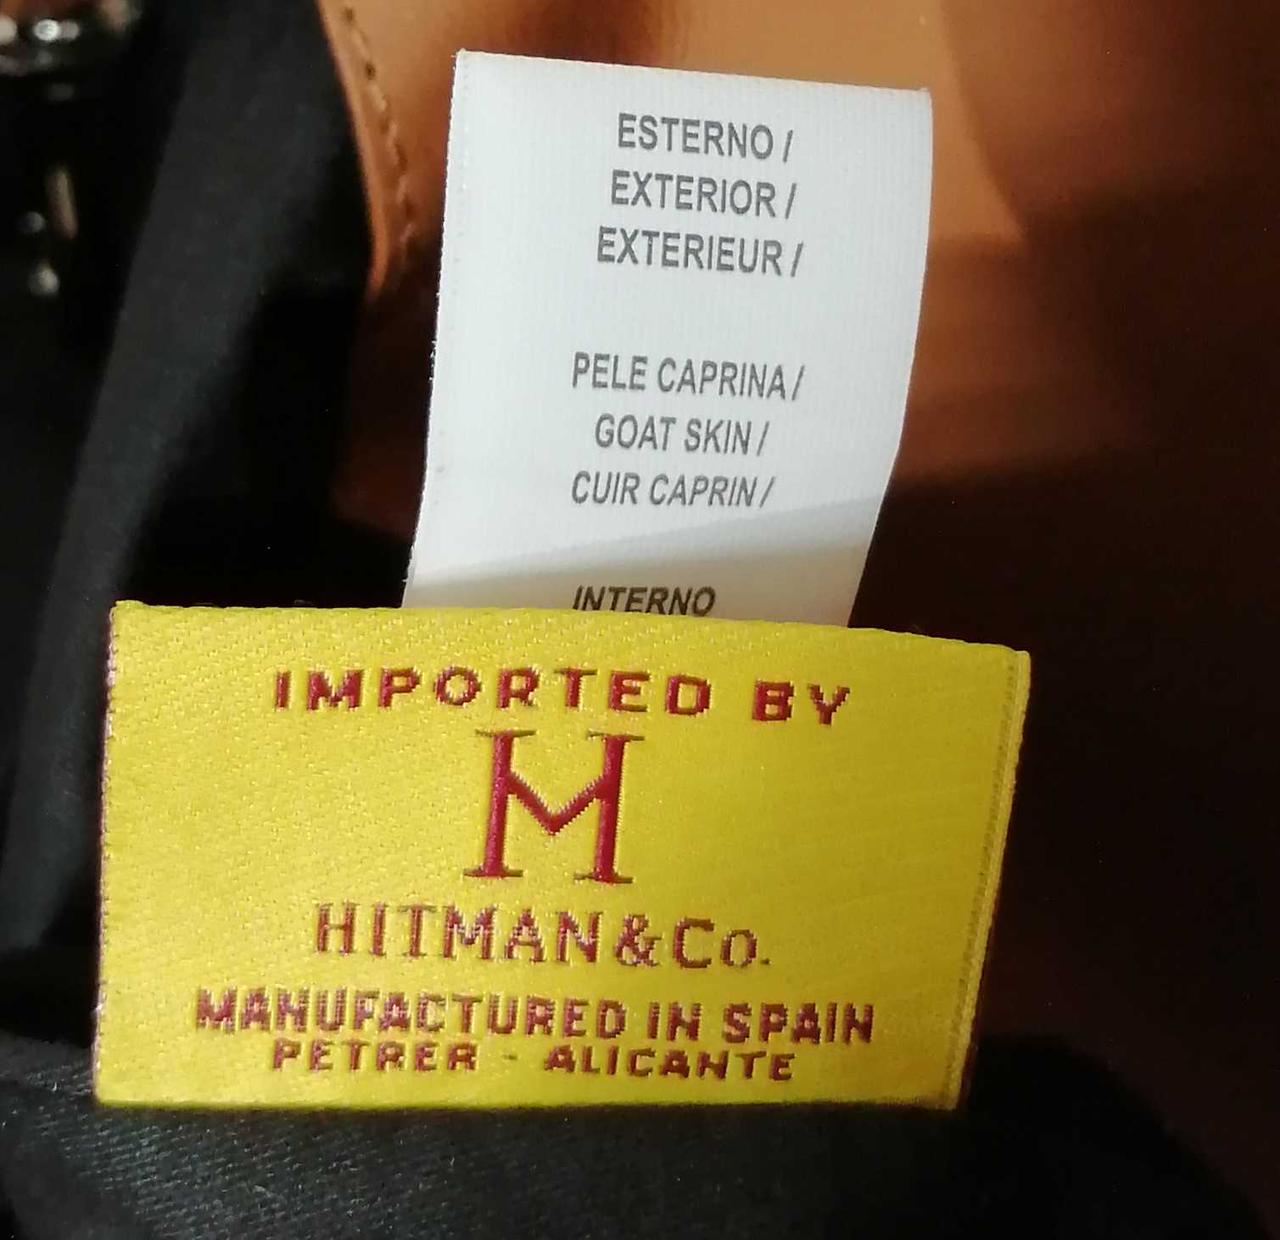 ESTERNO /
EXTERIOR /
EXTERIEUR /
PELE CAPRINA /
GOAT SKIN /
CUIR CAPRIN /
INTERNO
IMPORTED BY
H
HITMAN & Co.
MANUFACTURED IN SPAIN
PETRER - ALICANTE